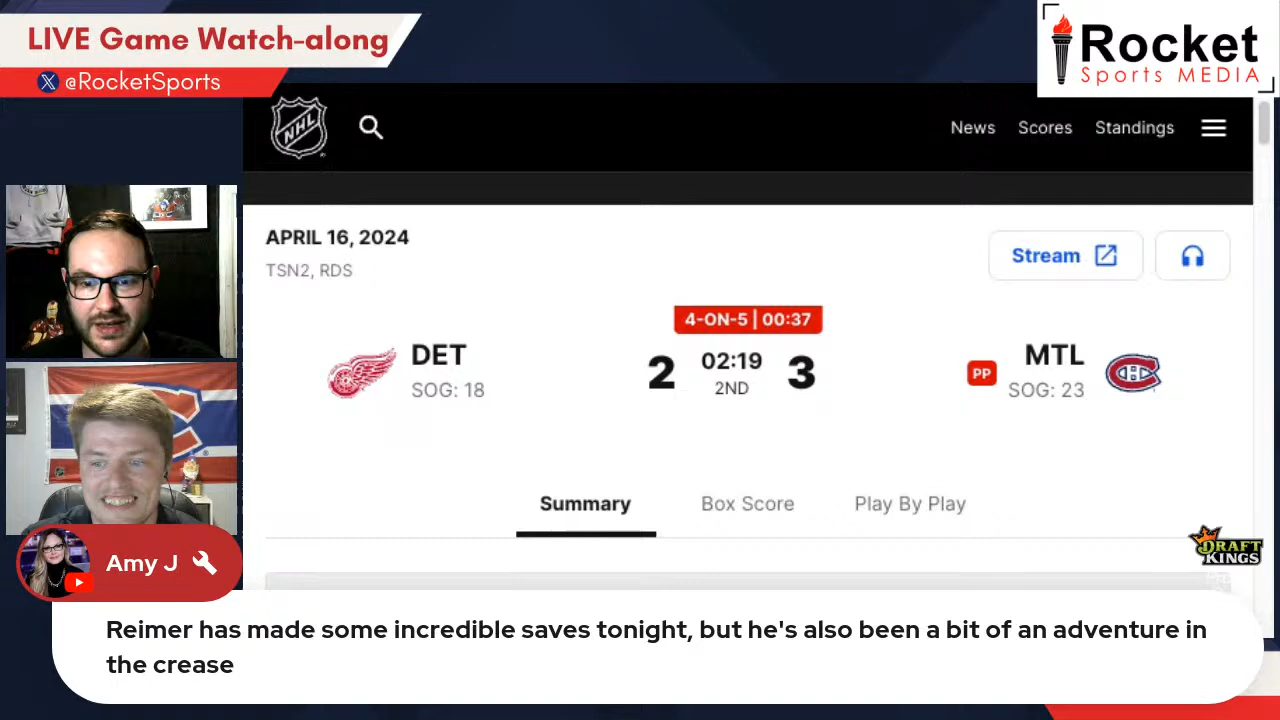 LIVE Game Watch-along
X @RocketSports
Rocket
Sports MEDIA
NHL
News Scores Standings
APRIL 16, 2024
TSN2, RDS
Stream
4-ON-5 | 00:37
DET
SOG: 18
2
02:19
2ND
3
PP
MTL
SOG: 23
Summary Box Score Play By Play
DRAFT
KINGS
Amy J
Reimer has made some incredible saves tonight, but he's also been a bit of an adventure in
the crease